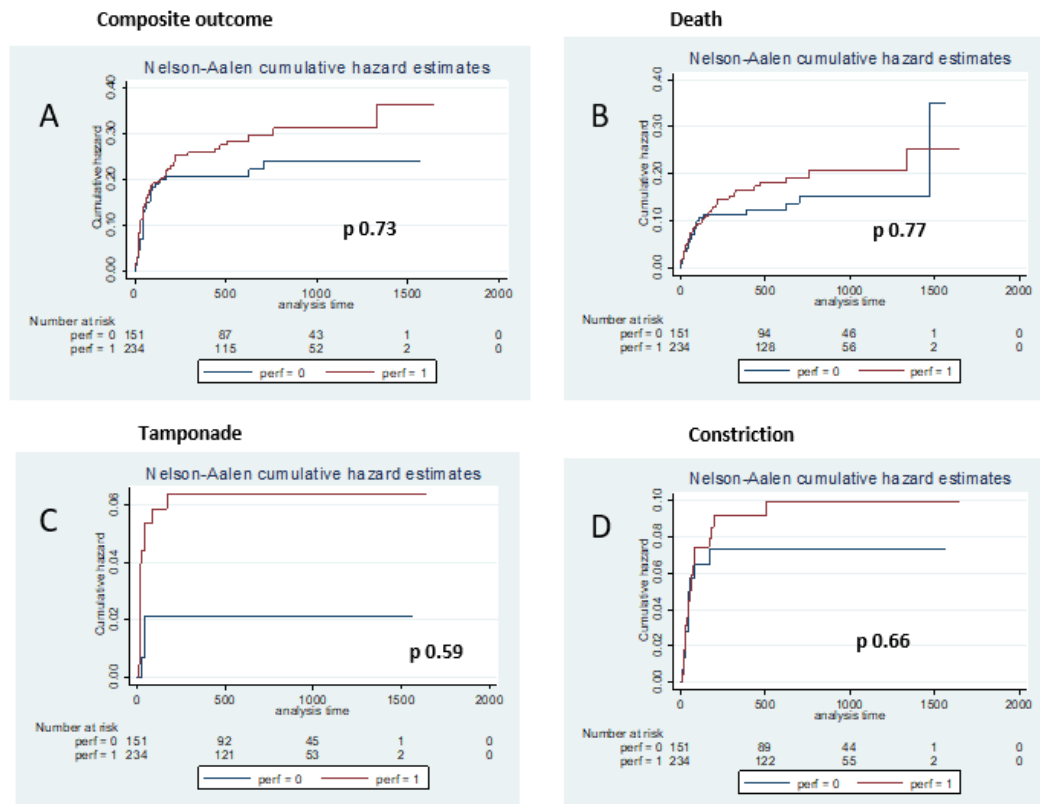 Composite outcome
Nelson-Aalen cumulative hazard estimates
A
Cumulative hazard
0.40
0.30
0.20
0.10
0.00
p 0.73
0 500 1000 1500 2000
analysis time
Number at risk
perf = 0 151 87 43 1 0
perf = 1 234 115 52 2 0
perf = 0 perf = 1
Death
Nelson-Aalen cumulative hazard estimates
B
Cumulative hazard
0.40
0.30
0.20
0.10
0.00
p 0.77
0 500 1000 1500 2000
analysis time
Number at risk
perf = 0 151 94 46 1 0
perf = 1 234 128 56 2 0
perf = 0 perf = 1
Tamponade
Nelson-Aalen cumulative hazard estimates
C
Cumulative hazard
0.06
0.04
0.02
0.00
p 0.59
0 500 1000 1500 2000
analysis time
Number at risk
perf = 0 151 92 45 1 0
perf = 1 234 121 53 2 0
perf = 0 perf = 1
Constriction
Nelson-Aalen cumulative hazard estimates
D
Cumulative hazard
0.10
0.08
0.06
0.04
0.02
0.00
p 0.66
0 500 1000 1500 2000
analysis time
Number at risk
perf = 0 151 89 44 1 0
perf = 1 234 122 55 2 0
perf = 0 perf = 1